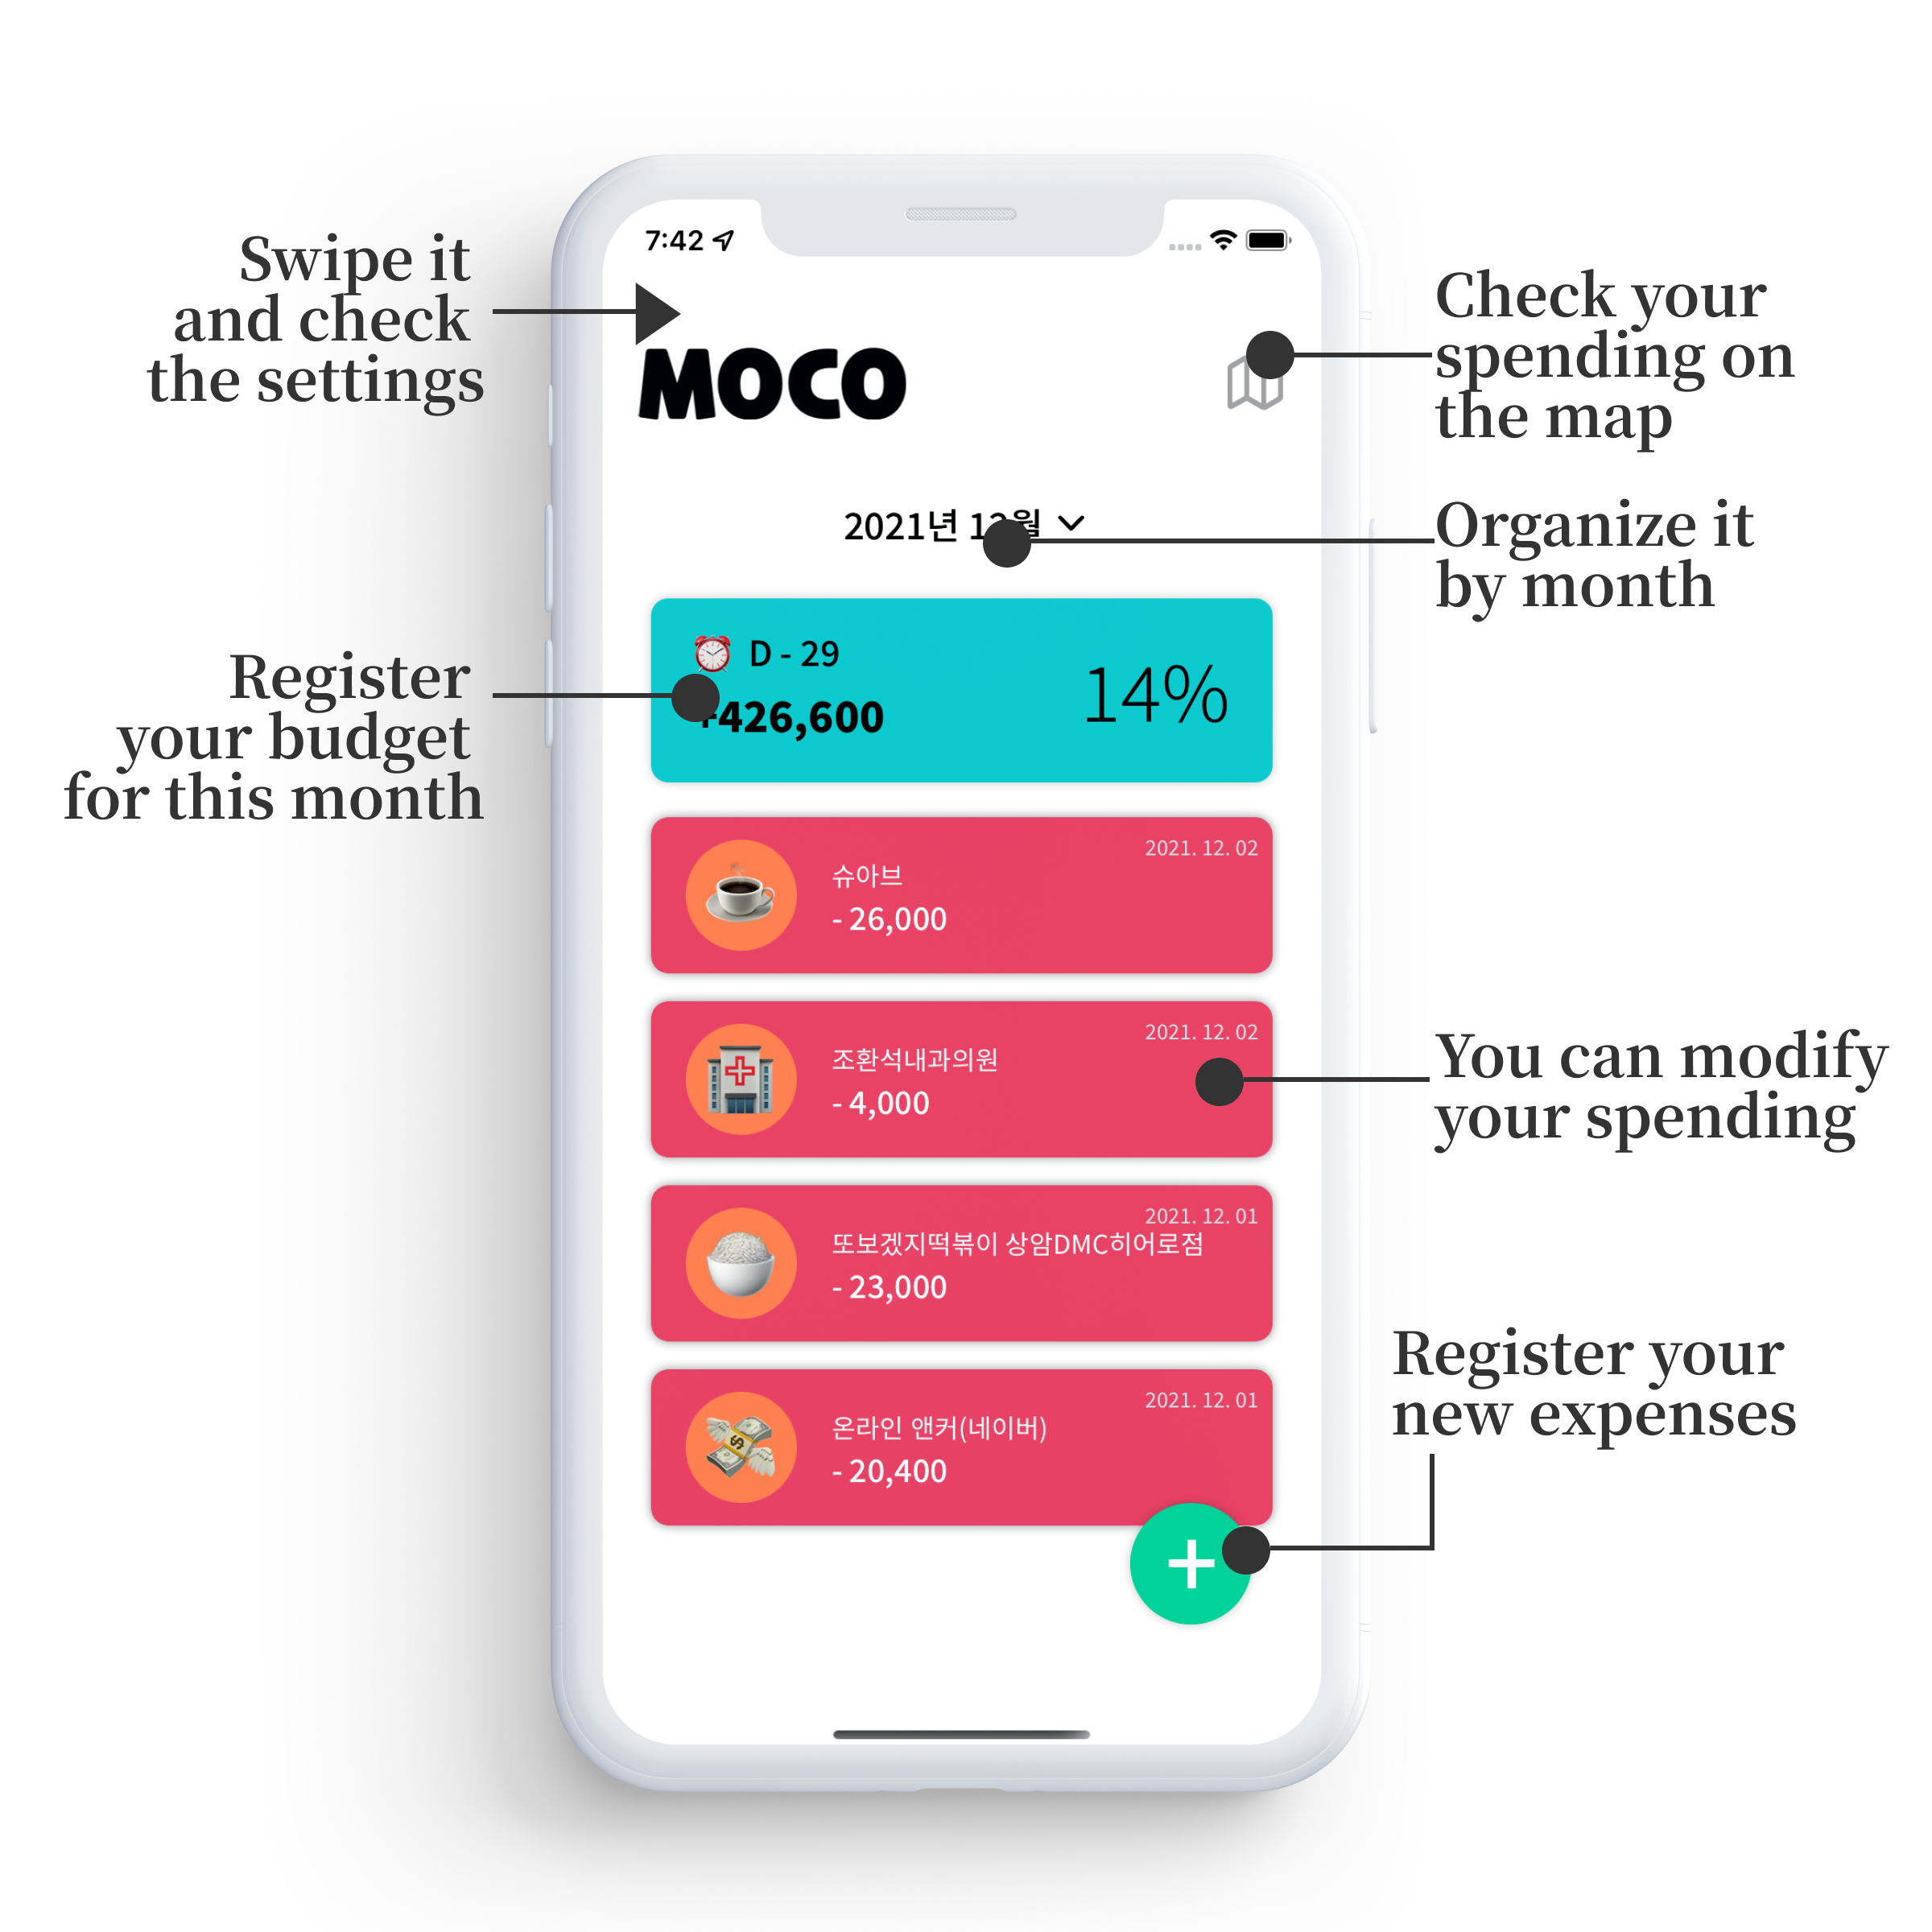 Swipe it
and check
the settings
7:42
MOCO
Check your
spending on
the map
2021년 12월
Organize it
by month
Register
your budget
for this month
D - 29
+426,600
14%
2021. 12. 02
슈아브
- 26,000
2021. 12. 02
조환석내과의원
- 4,000
You can modify
your spending
2021. 12. 01
또보겠지떡볶이 상암DMC히어로점
- 23,000
2021. 12. 01
온라인 앤커(네이버)
- 20,400
Register your
new expenses
+